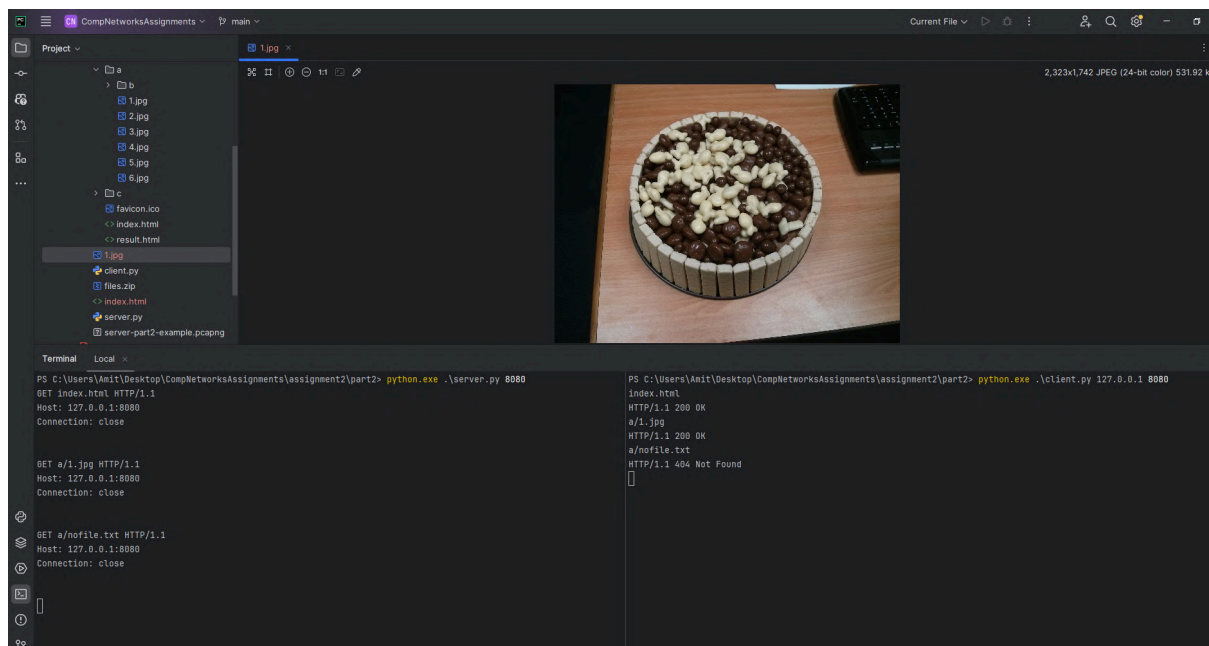 CN CompNetworksAssignments main Current File
Project
1.jpg
a
b
1.jpg
2.jpg
3.jpg
4.jpg
5.jpg
6.jpg
c
favicon.ico
index.html
result.html
1.jpg
client.py
files.zip
index.html
server.py
server-part2-example.pcapng
1:1
2,323x1,742 JPEG (24-bit color) 531.92 k
Terminal Local
PS C:\Users\Amit\Desktop\CompNetworksAssignments\assignment2\part2> python.exe .\server.py 8080
GET index.html HTTP/1.1
Host: 127.0.0.1:8080
Connection: close
GET a/1.jpg HTTP/1.1
Host: 127.0.0.1:8080
Connection: close
GET a/nofile.txt HTTP/1.1
Host: 127.0.0.1:8080
Connection: close
PS C:\Users\Amit\Desktop\CompNetworksAssignments\assignment2\part2> python.exe .\client.py 127.0.0.1 8080
index.html
HTTP/1.1 200 OK
a/1.jpg
HTTP/1.1 200 OK
a/nofile.txt
HTTP/1.1 404 Not Found